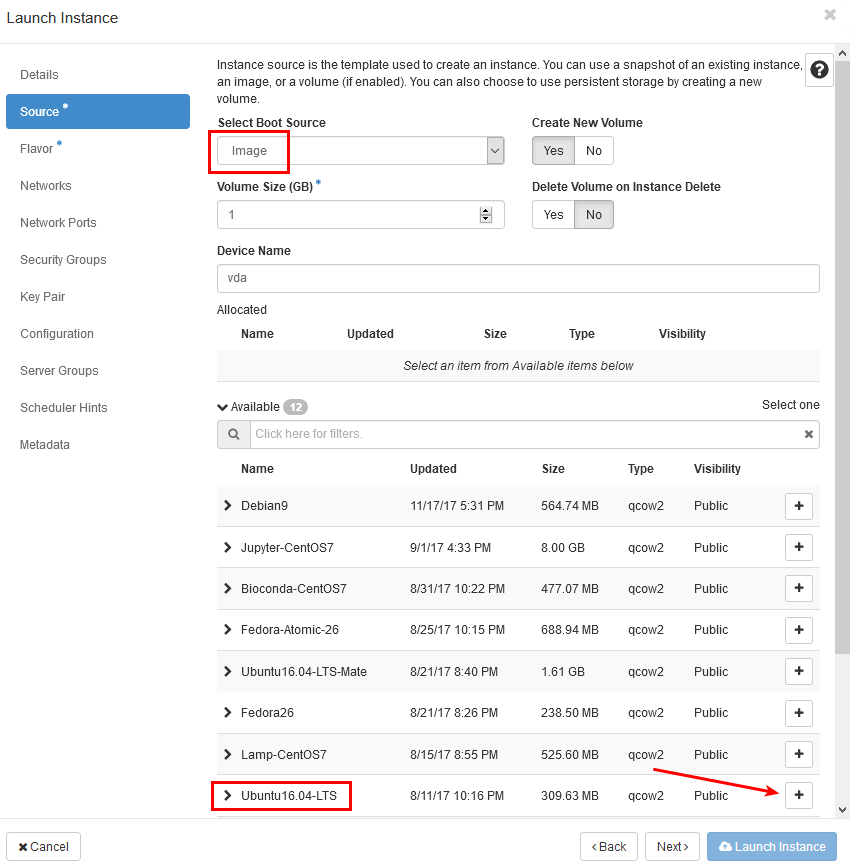 Launch Instance
×
Details
Source *
Flavor *
Networks
Network Ports
Security Groups
Key Pair
Configuration
Server Groups
Scheduler Hints
Metadata
Instance source is the template used to create an instance. You can use a snapshot of an existing instance,
an image, or a volume (if enabled). You can also choose to use persistent storage by creating a new
volume.
?
Select Boot Source
Create New Volume
Image
Yes No
Volume Size (GB) *
Delete Volume on Instance Delete
1
Yes No
Device Name
vda
Allocated
Name Updated Size Type Visibility
Select an item from Available items below
Available 12
Select one
Click here for filters.
Name Updated Size Type Visibility
Debian9 11/17/17 5:31 PM 564.74 MB qcow2 Public +
Jupyter-CentOS7 9/1/17 4:33 PM 8.00 GB qcow2 Public +
Bioconda-CentOS7 8/31/17 10:22 PM 477.07 MB qcow2 Public +
Fedora-Atomic-26 8/25/17 10:15 PM 688.94 MB qcow2 Public +
Ubuntu16.04-LTS-Mate 8/21/17 8:40 PM 1.61 GB qcow2 Public +
Fedora26 8/21/17 8:26 PM 238.50 MB qcow2 Public +
Lamp-CentOS7 8/15/17 8:55 PM 525.60 MB qcow2 Public +
Ubuntu16.04-LTS 8/11/17 10:16 PM 309.63 MB qcow2 Public +
× Cancel
‹ Back
Next ›
Launch Instance